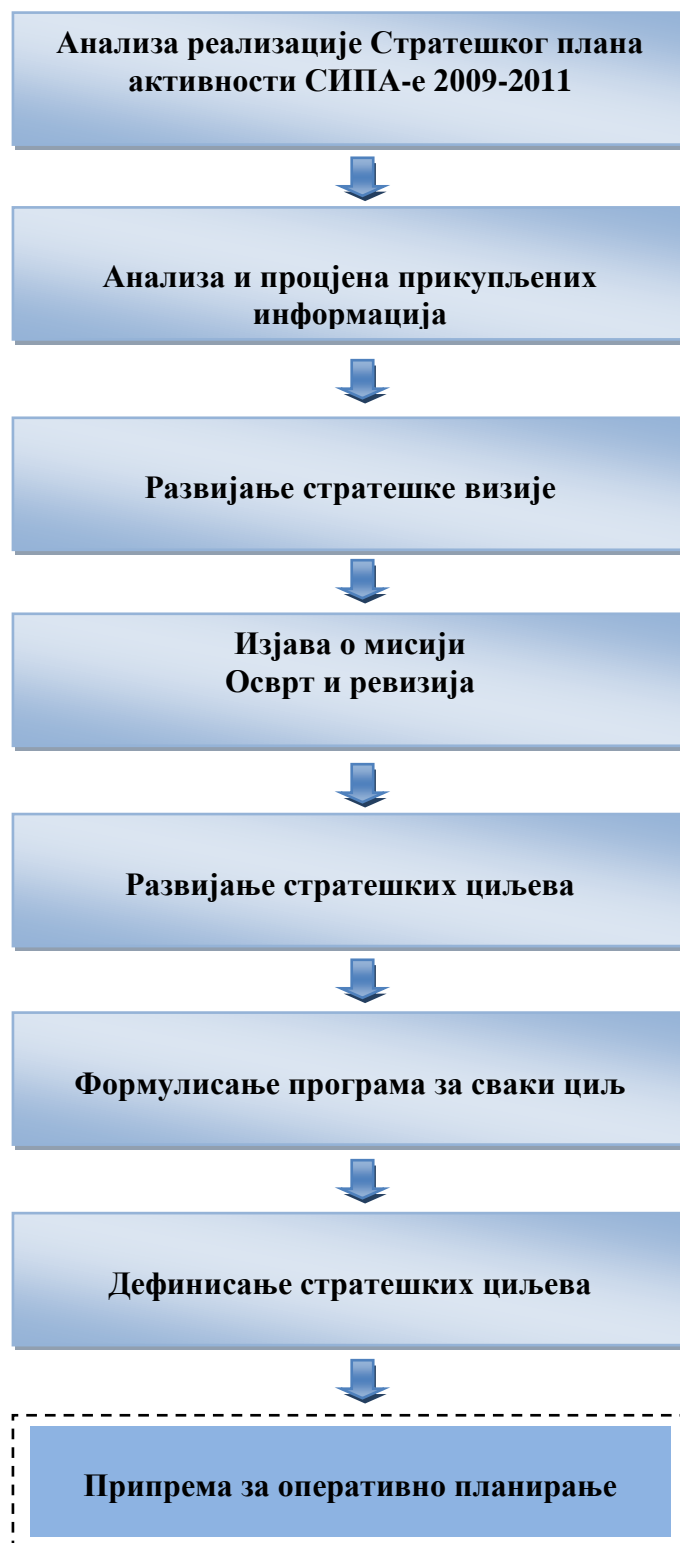 Анализа реализације Стратешког плана
активности СИПА-е 2009-2011
Анализа и процјена прикупљених
информација
Развијање стратешке визије
Изјава о мисији
Осврт и ревизија
Развијање стратешких циљева
Формулисање програма за сваки циљ
Дефинисање стратешких циљева
Припрема за оперативно планирање